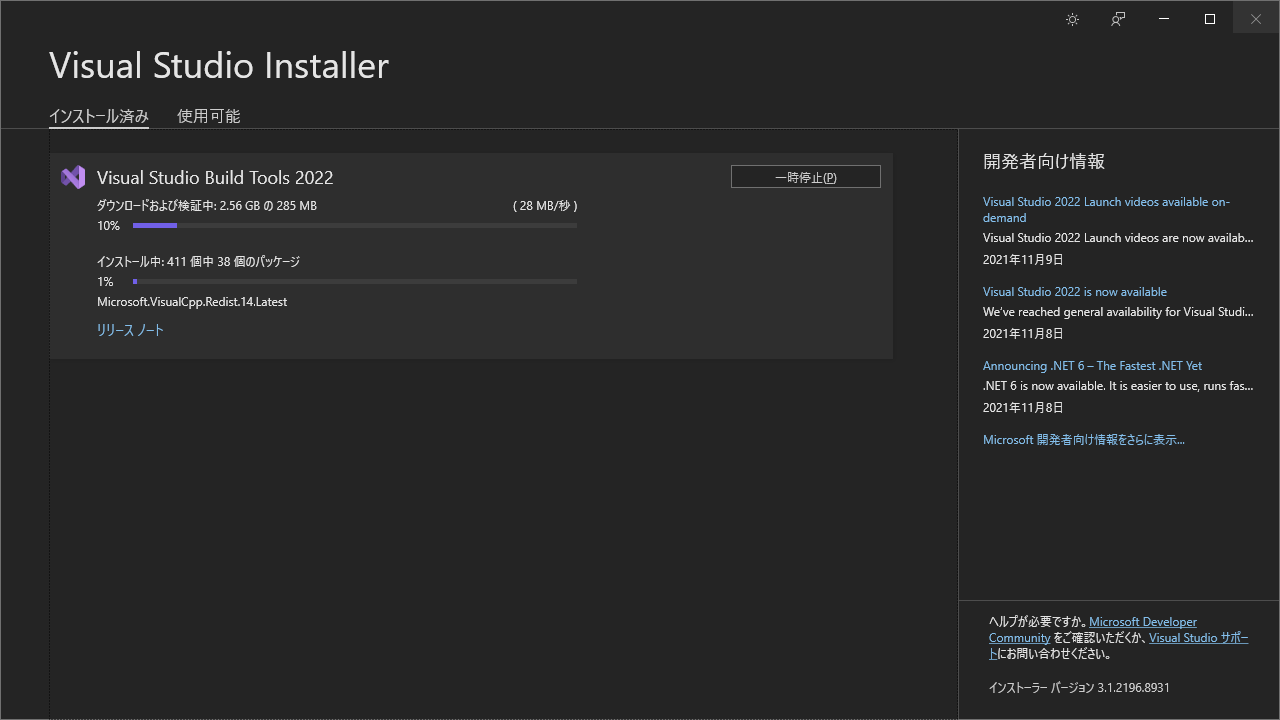 Visual Studio Installer
インストール済み 使用可能
Visual Studio Build Tools 2022 一時停止(P)
ダウンロードおよび検証中: 2.56 GB の 285 MB ( 28 MB/秒 )
10%
インストール中: 411 個中 38 個のパッケージ
1%
Microsoft.VisualCpp.Redist.14.Latest
リリース ノート
開発者向け情報
Visual Studio 2022 Launch videos available on-
demand
Visual Studio 2022 Launch videos are now availab...
2021年11月9日
Visual Studio 2022 is now available
We've reached general availability for Visual Studi...
2021年11月8日
Announcing .NET 6 – The Fastest .NET Yet
.NET 6 is now available. It is easier to use, runs fas...
2021年11月8日
Microsoft 開発者向け情報をさらに表示...
ヘルプが必要ですか。Microsoft Developer
Community をご確認いただくか、Visual Studio サポー
トにお問い合わせください。
インストーラー バージョン 3.1.2196.8931